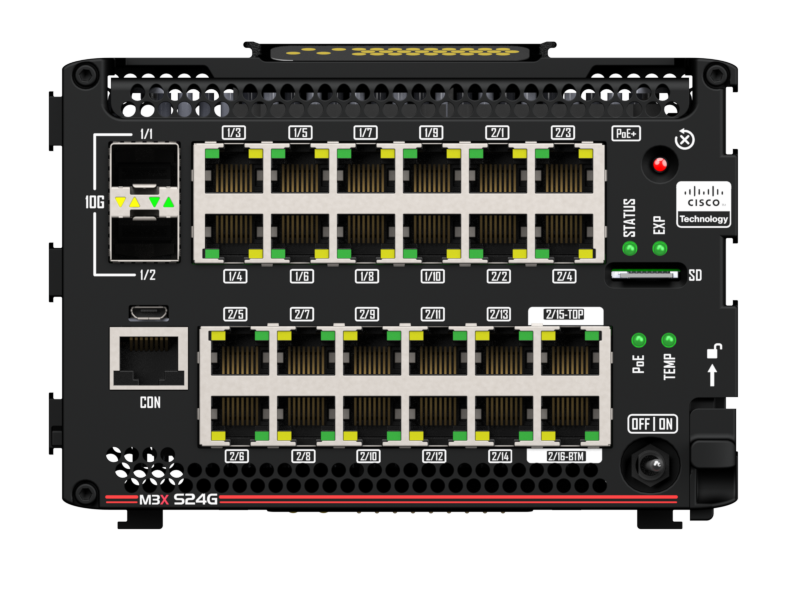 1/1
1/3
1/5
1/7
1/9
2/1
2/3
PoE+
10G
CISCO
Technology
STATUS
EXP
1/2
1/4
1/6
1/8
1/10
2/2
2/4
SD
2/5
2/7
2/9
2/11
2/13
2/15-TOP
PoE
TEMP
CON
OFF | ON
2/6
2/8
2/10
2/12
2/14
2/16-BTM
M3X S24G